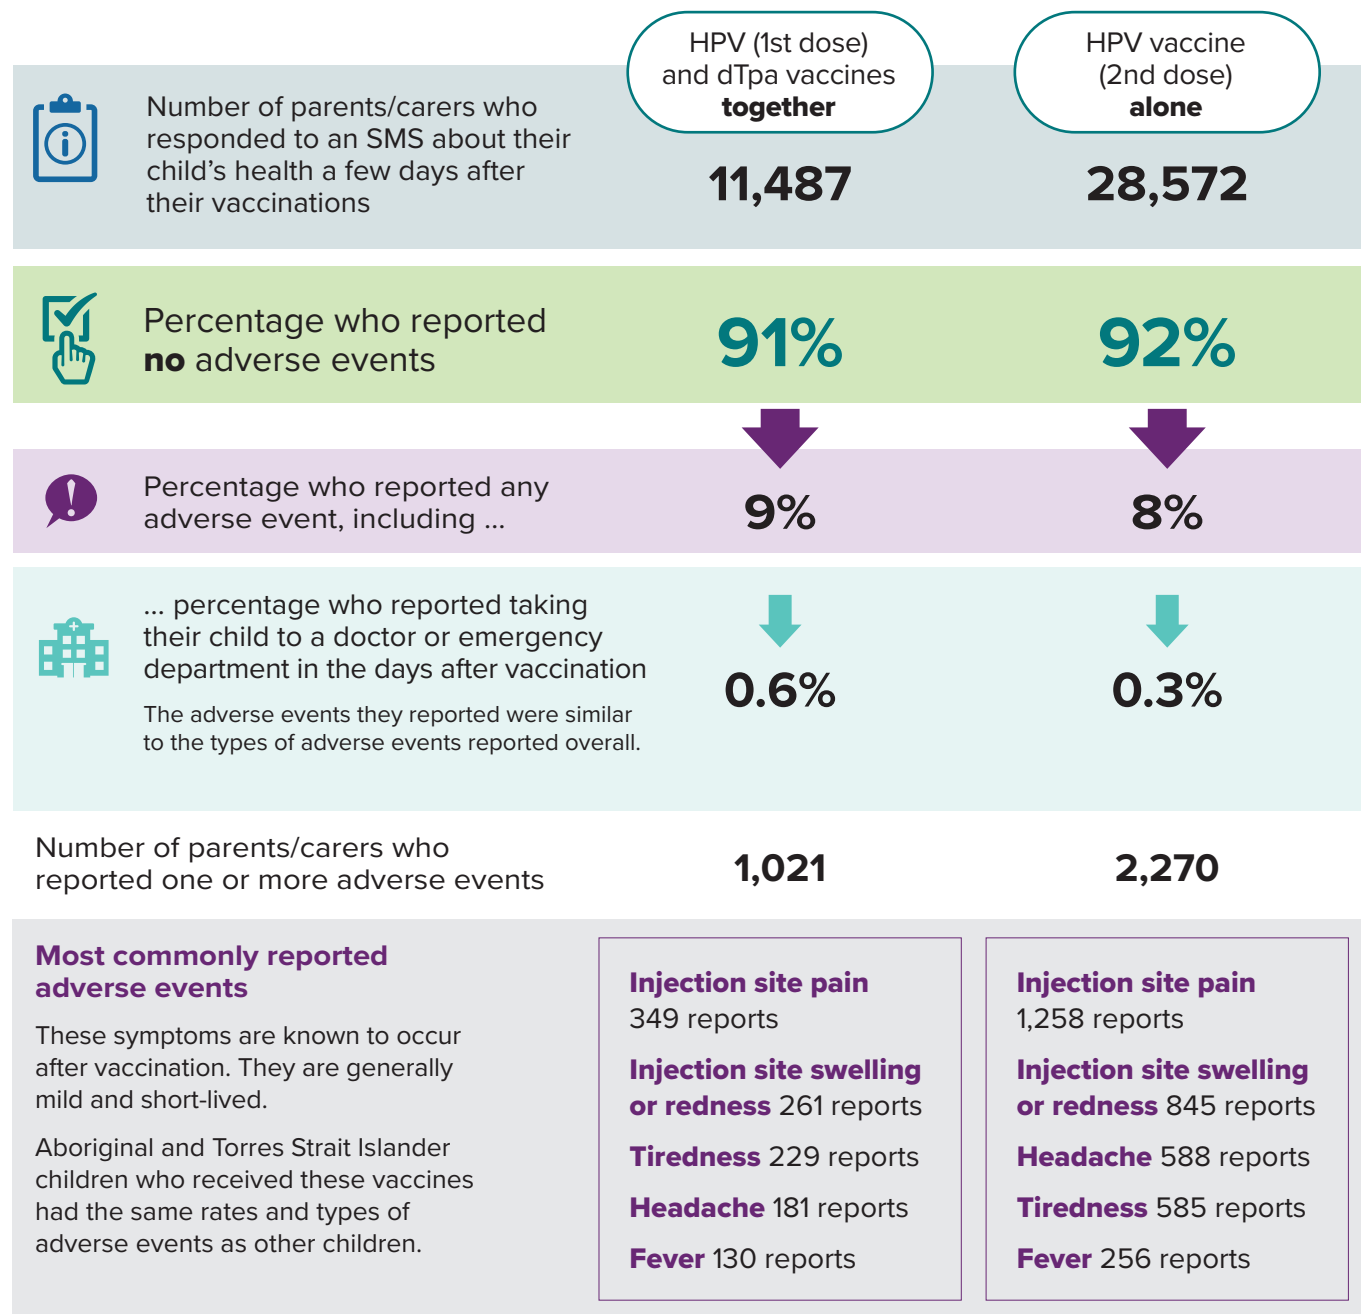 HPV (1st dose)
and dTpa vaccines
together
HPV vaccine
(2nd dose)
alone
Number of parents/carers who
responded to an SMS about their
child’s health a few days after
their vaccinations
11,487
28,572
Percentage who reported
no adverse events
91%
92%
Percentage who reported any
adverse event, including ...
9%
8%
... percentage who reported taking
their child to a doctor or emergency
department in the days after vaccination
The adverse events they reported were similar
to the types of adverse events reported overall.
0.6%
0.3%
Number of parents/carers who
reported one or more adverse events
1,021
2,270
Most commonly reported
adverse events
These symptoms are known to occur
after vaccination. They are generally
mild and short-lived.
Aboriginal and Torres Strait Islander
children who received these vaccines
had the same rates and types of
adverse events as other children.
Injection site pain
349 reports
Injection site swelling
or redness 261 reports
Tiredness 229 reports
Headache 181 reports
Fever 130 reports
Injection site pain
1,258 reports
Injection site swelling
or redness 845 reports
Headache 588 reports
Tiredness 585 reports
Fever 256 reports